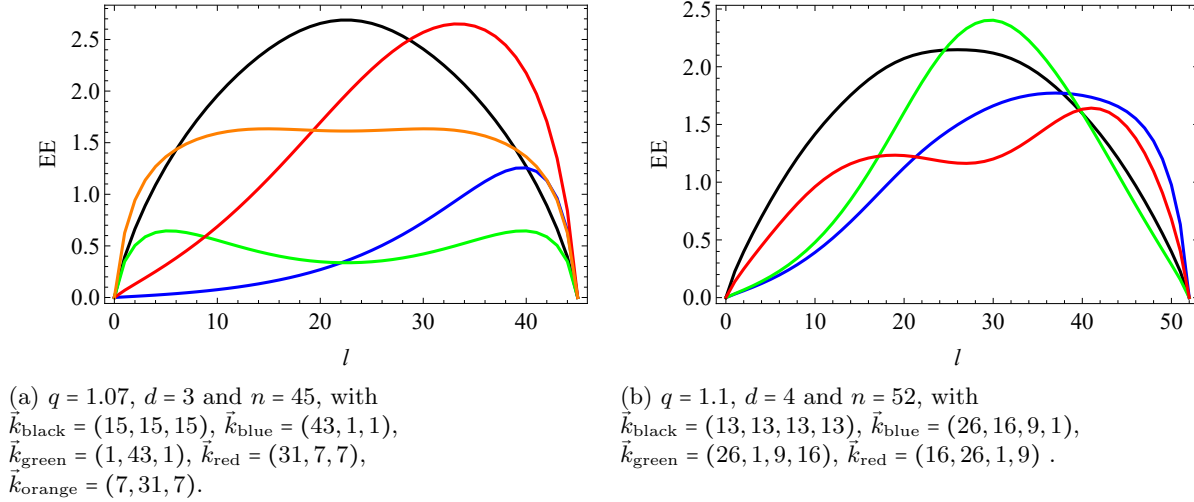 2.5
2.0
1.5
1.0
0.5
0.0
EE
0 10 20 30 40
l
(a) q = 1.07, d = 3 and n = 45, with
k⃗black = (15, 15, 15), k⃗blue = (43, 1, 1),
k⃗green = (1, 43, 1), k⃗red = (31, 7, 7),
k⃗orange = (7, 31, 7).
2.5
2.0
1.5
1.0
0.5
0.0
EE
0 10 20 30 40 50
l
(b) q = 1.1, d = 4 and n = 52, with
k⃗black = (13, 13, 13, 13), k⃗blue = (26, 16, 9, 1),
k⃗green = (26, 1, 9, 16), k⃗red = (16, 26, 1, 9) .